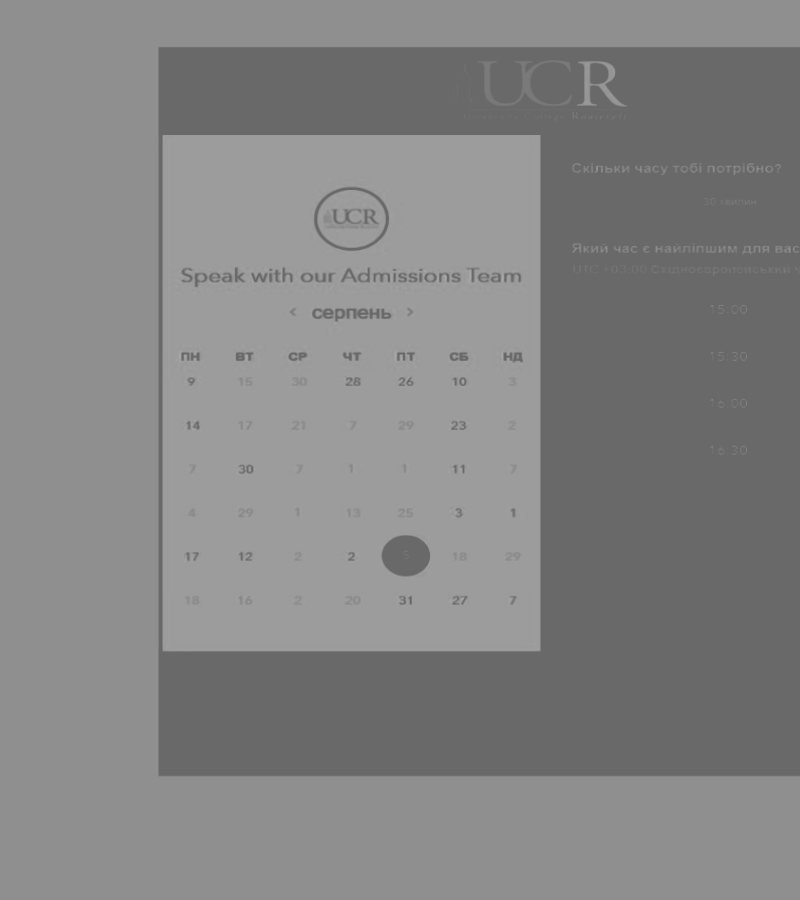 UCR
UCR
Speak with our Admissions Team
< серпень >
ПН ВТ СР ЧТ ПТ СБ НД
9 15 30 28 26 10 3
14 17 21 7 29 23 2
7 30 7 1 1 11 7
4 29 1 13 25 3 1
17 12 2 2 5 18 29
18 16 2 20 31 27 7
Скільки часу тобі потрібно?
30 хвилин
Який час є найліпшим для вас
UTC +03:00 Східноєвропейський ч
15:00
15:30
16:00
16:30